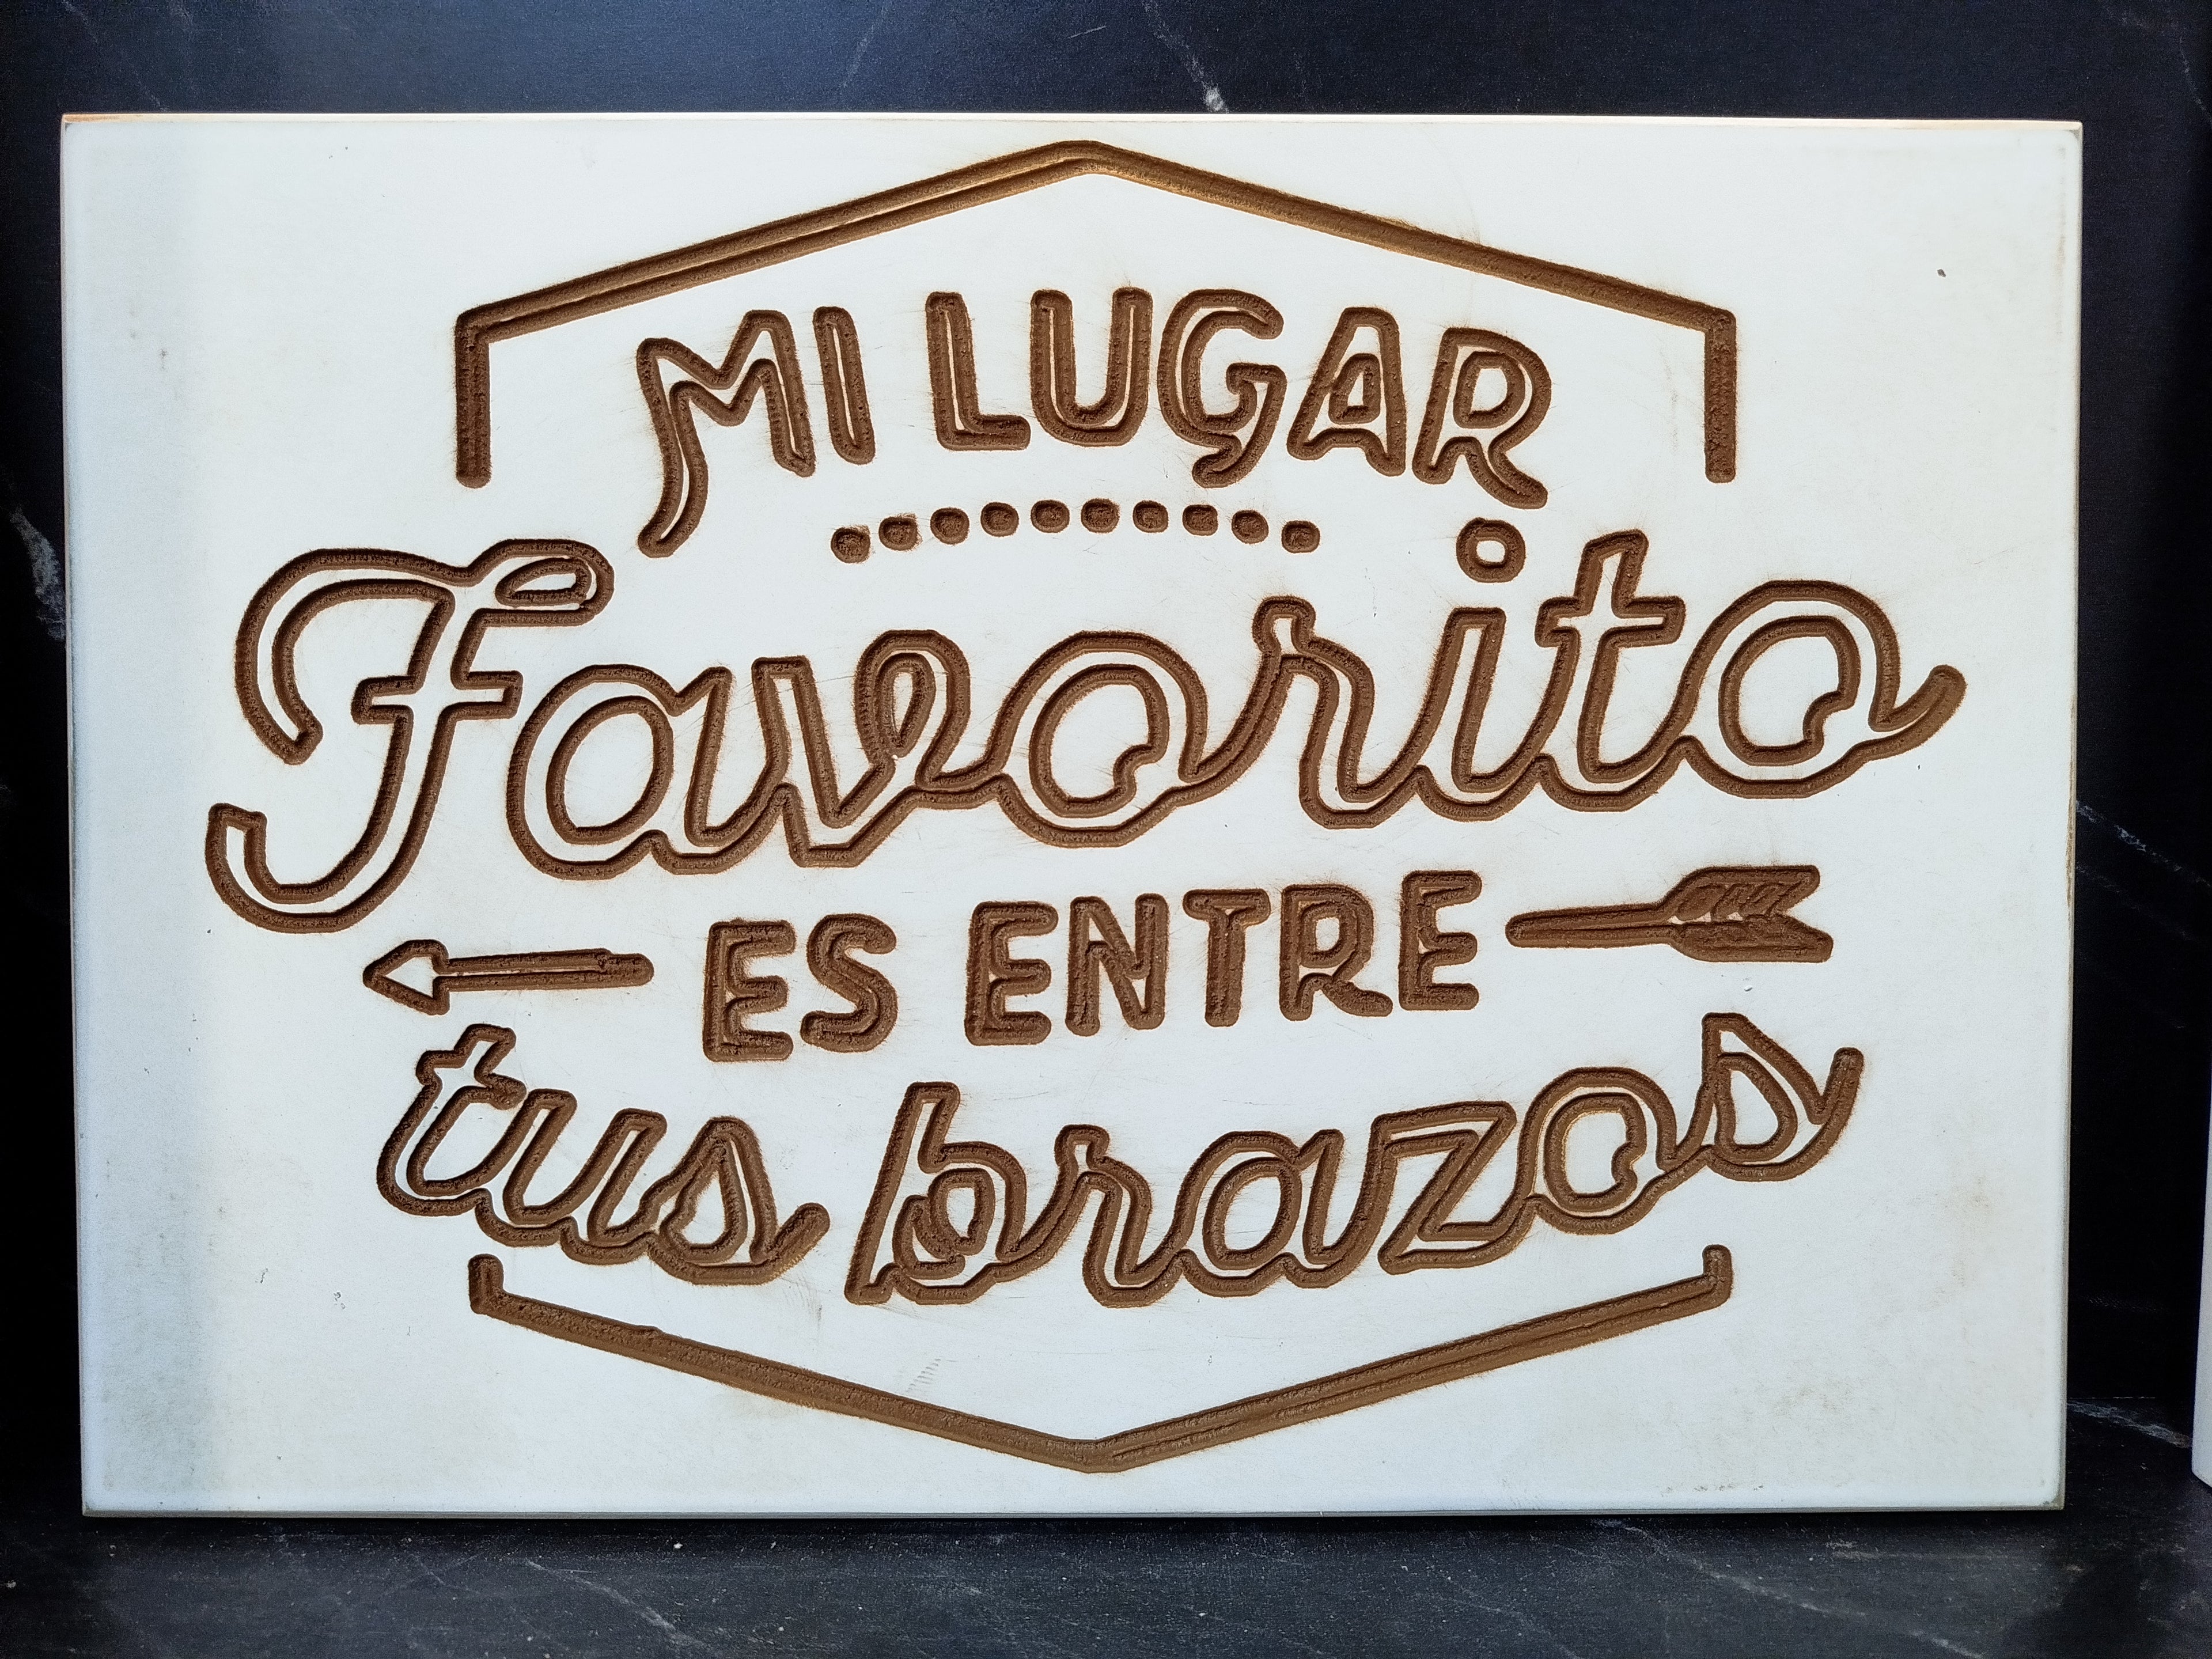 MI LUGAR
Favorito
ES ENTRE
tus brazos